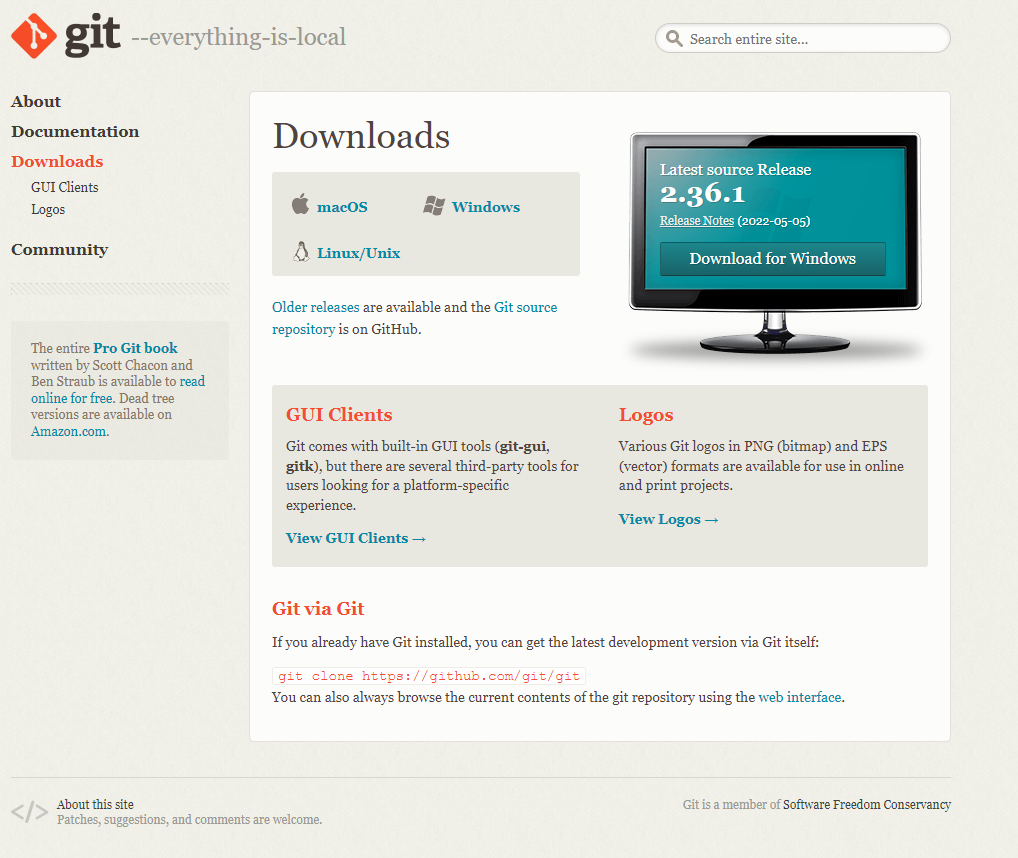 git --everything-is-local
Search entire site...
About
Documentation
Downloads
GUI Clients
Logos
Community
The entire Pro Git book
written by Scott Chacon and
Ben Straub is available to read
online for free. Dead tree
versions are available on
Amazon.com.
Downloads
macOS
Windows
Linux/Unix
Older releases are available and the Git source
repository is on GitHub.
Latest source Release
2.36.1
Release Notes (2022-05-05)
Download for Windows
GUI Clients
Git comes with built-in GUI tools (git-gui,
gitk), but there are several third-party tools for
users looking for a platform-specific
experience.
View GUI Clients →
Logos
Various Git logos in PNG (bitmap) and EPS
(vector) formats are available for use in online
and print projects.
View Logos →
Git via Git
If you already have Git installed, you can get the latest development version via Git itself:
git clone https://github.com/git/git
You can also always browse the current contents of the git repository using the web interface.
</>
About this site
Patches, suggestions, and comments are welcome.
Git is a member of Software Freedom Conservancy